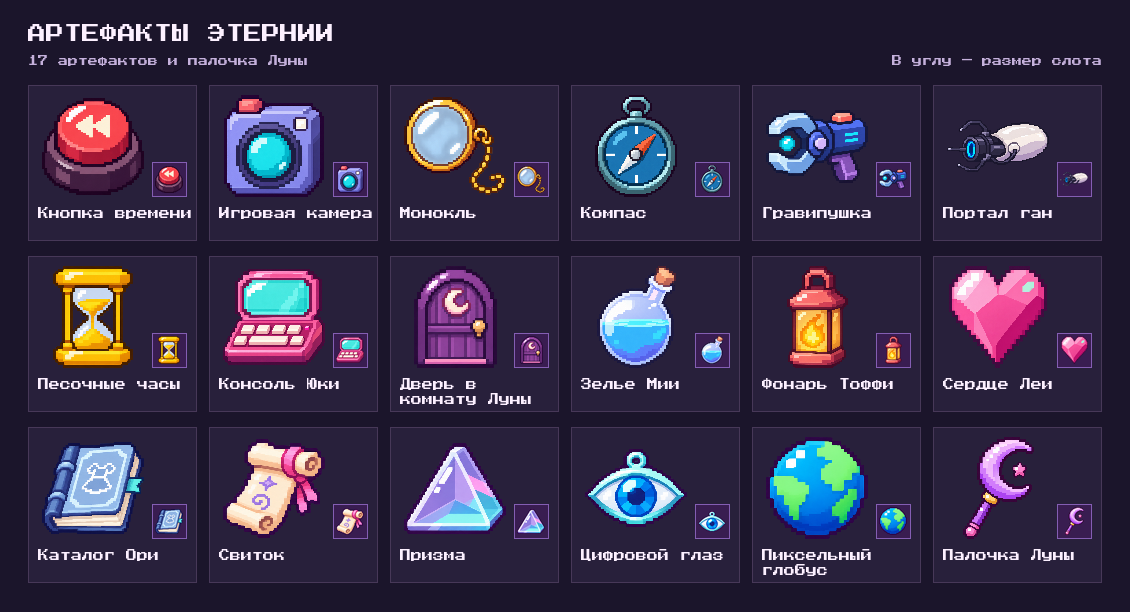 АРТЕФАКТЫ ЭТЕРНИИ
17 артефактов и палочка Луны
В углу — размер слота
Кнопка времени
Игровая камера
Монокль
Компас
Гравипушка
Портал ган
Песочные часы
Консоль Юки
Дверь в
комнату Луны
Зелье Мии
Фонарь Тоффи
Сердце Леи
Каталог Ори
Свиток
Призма
Цифровой глаз
Пиксельный
глобус
Палочка Луны